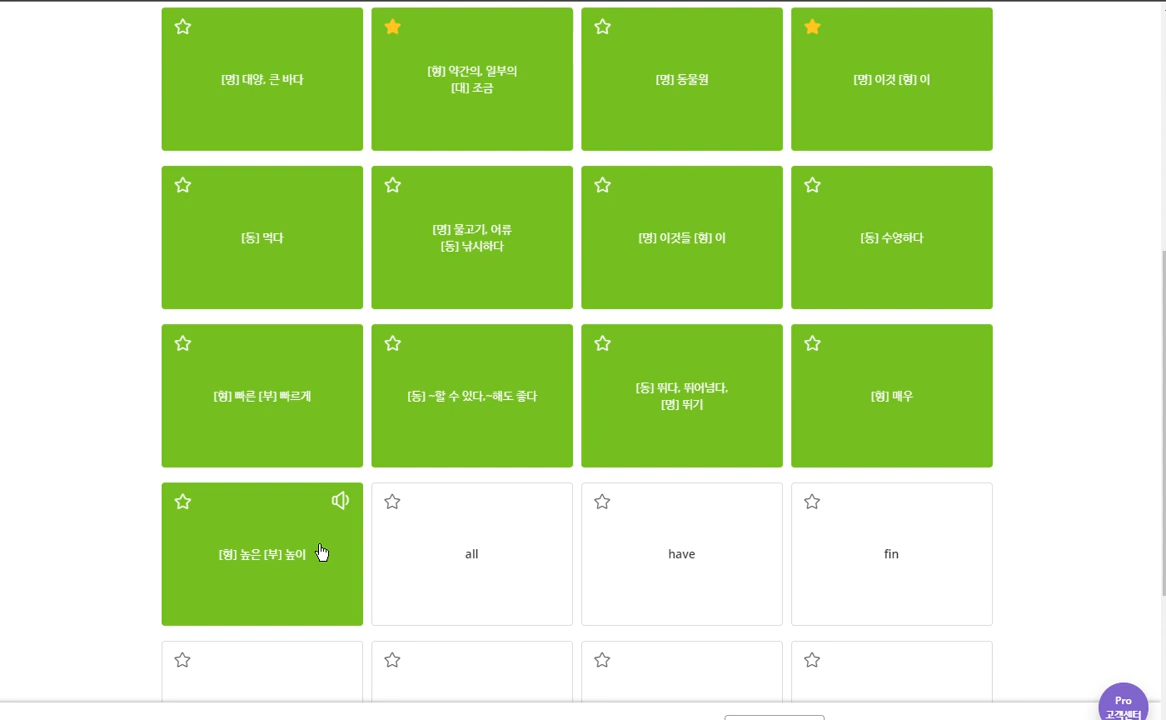 [명] 대양, 큰 바다
[형] 약간의, 일부의
[대] 조금
[명] 동물원
[명] 이것 [형] 이
[동] 먹다
[명] 물고기, 어류
[동] 낚시하다
[명] 이것들 [형] 이
[동] 수영하다
[형] 빠른 [부] 빠르게
[동] ~할 수 있다,~해도 좋다
[동] 뛰다, 뛰어넘다,
[명] 뛰기
[형] 매우
[형] 높은 [부] 높이
all
have
fin
Pro
고객센터